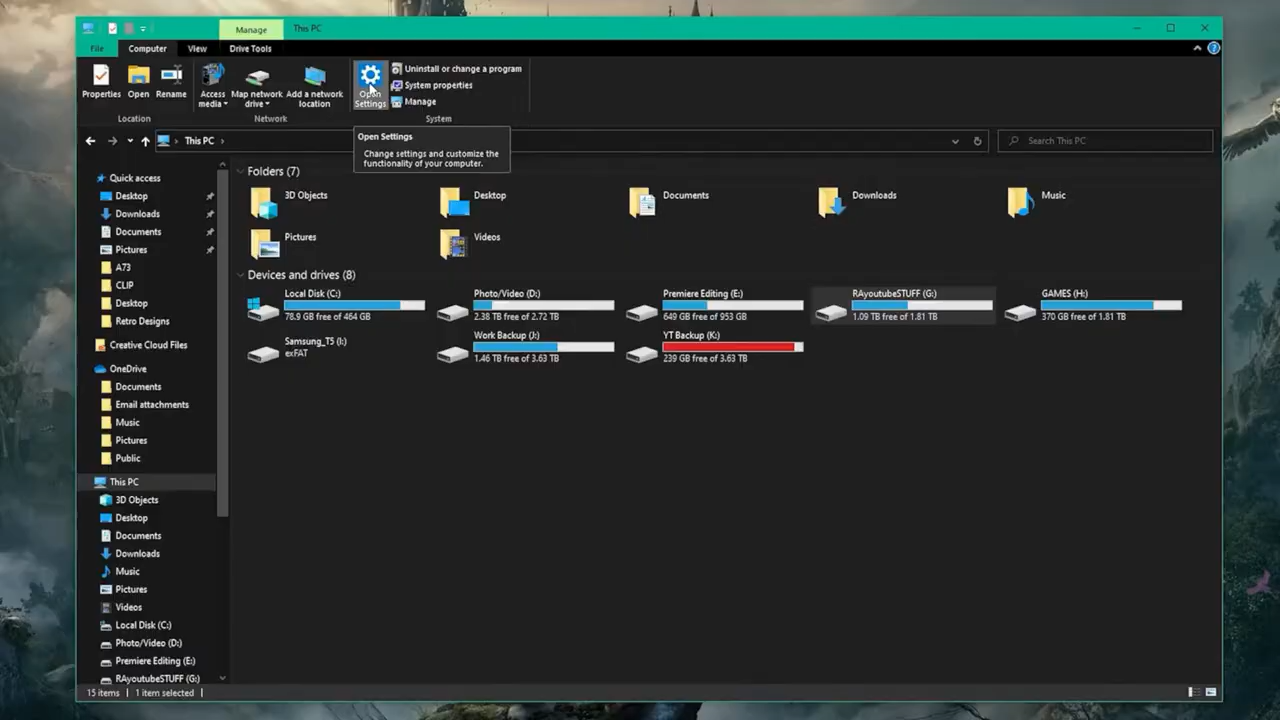 Manage
This PC
File
Computer
View
Drive Tools
Properties
Open
Rename
Access media
Map network drive
Add a network location
Open Settings
Uninstall or change a program
System properties
Manage
Location
Network
System
This PC
Search This PC
Open Settings
Change settings and customize the
functionality of your computer.
Quick access
Desktop
Downloads
Documents
Pictures
A73
CLIP
Desktop
Retro Designs
Creative Cloud Files
OneDrive
Documents
Email attachments
Music
Pictures
Public
This PC
3D Objects
Desktop
Documents
Downloads
Music
Pictures
Videos
Local Disk (C:)
Photo/Video (D:)
Premiere Editing (E:)
RAyoutubeSTUFF (G:)
Folders (7)
3D Objects
Desktop
Documents
Downloads
Music
Pictures
Videos
Devices and drives (8)
Local Disk (C:)
78.9 GB free of 464 GB
Photo/Video (D:)
2.38 TB free of 2.72 TB
Premiere Editing (E:)
649 GB free of 953 GB
RAyoutubeSTUFF (G:)
1.09 TB free of 1.81 TB
GAMES (H:)
370 GB free of 1.81 TB
Samsung_T5 (I:)
exFAT
Work Backup (J:)
1.46 TB free of 3.63 TB
YT Backup (K:)
239 GB free of 3.63 TB
15 items
1 item selected